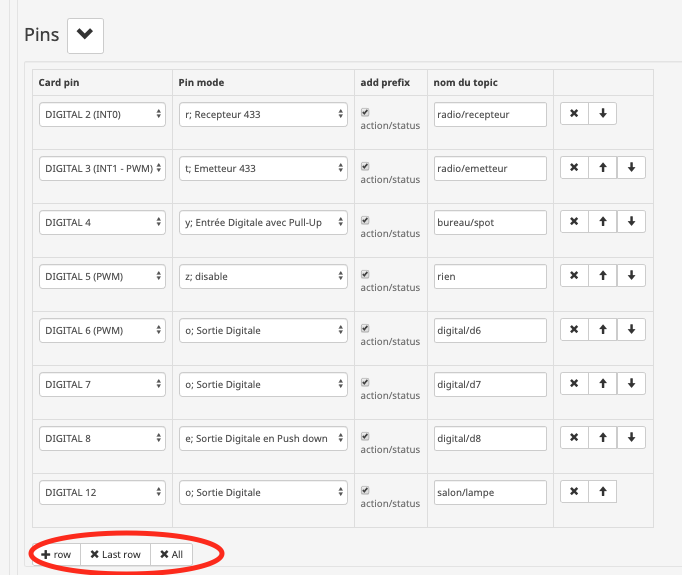 Pins
Card pin Pin mode add prefix nom du topic
DIGITAL 2 (INT0) r; Recepteur 433 action/status radio/recepteur
DIGITAL 3 (INT1 - PWM) t; Emetteur 433 action/status radio/emetteur
DIGITAL 4 y; Entrée Digitale avec Pull-Up action/status bureau/spot
DIGITAL 5 (PWM) z; disable action/status rien
DIGITAL 6 (PWM) o; Sortie Digitale action/status digital/d6
DIGITAL 7 o; Sortie Digitale action/status digital/d7
DIGITAL 8 e; Sortie Digitale en Push down action/status digital/d8
DIGITAL 12 o; Sortie Digitale action/status salon/lampe
row Last row All